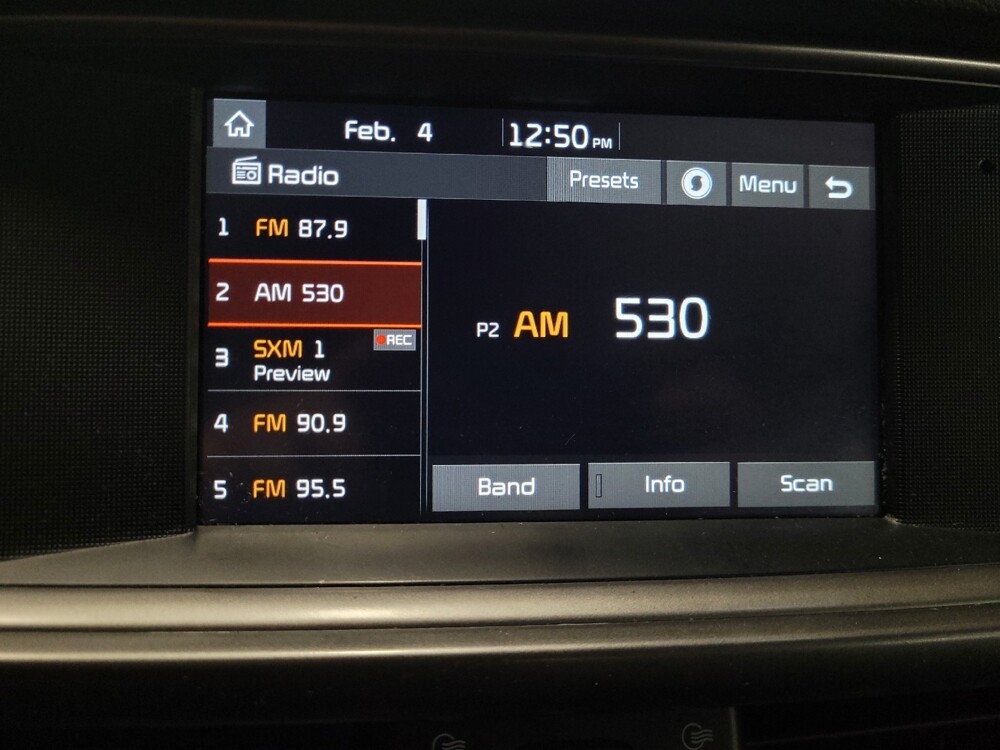 Feb. 4 12:50 PM
Radio Presets Menu
1 FM 87.9
2 AM 530
3 SXM 1 REC
Preview
4 FM 90.9
5 FM 95.5
P2 AM 530
Band Info Scan